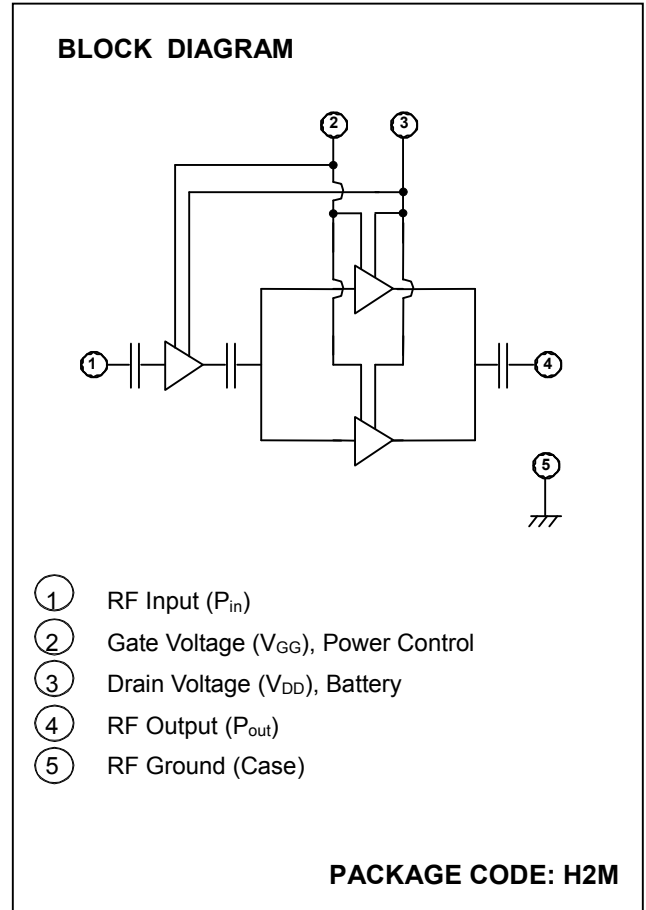 BLOCK DIAGRAM
2 3
1 4
5
1 RF Input (Pin)
2 Gate Voltage (VGG), Power Control
3 Drain Voltage (VDD), Battery
4 RF Output (Pout)
5 RF Ground (Case)
PACKAGE CODE: H2M